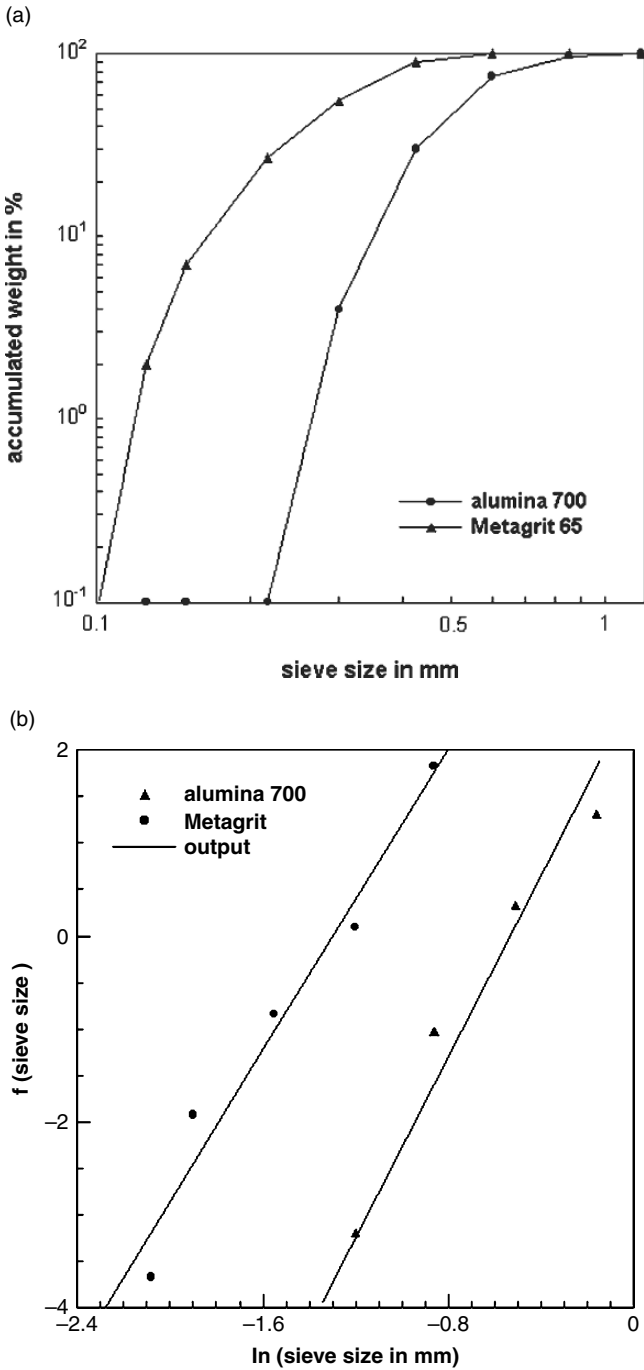 (a)
10²
10¹
10⁰
10⁻¹
accumulated weight in %
alumina 700
Metagrit 65
0.1
0.5
1
sieve size in mm
(b)
2
0
−2
−4
f (sieve size )
alumina 700
Metagrit
output
−2.4
−1.6
−0.8
0
In (sieve size in mm)